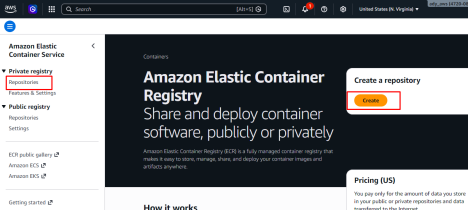 aws
Search
[Alt+S]
United States (N. Virginia)
Amazon Elastic
Container Service
Private registry
Repositories
Features & Settings
Public registry
Repositories
Settings
ECR public gallery
Amazon ECS
Amazon EKS
Getting started
Containers
Amazon Elastic Container
Registry
Share and deploy container
software, publicly or privately
Amazon Elastic Container Registry (ECR) is a fully managed container registry that
makes it easy to store, manage, share, and deploy your container images and
artifacts anywhere.
How it works
Create a repository
Create
Pricing (US)
You pay only for the amount of data you store
in your public or private repositories and data
transferred to the Internet.